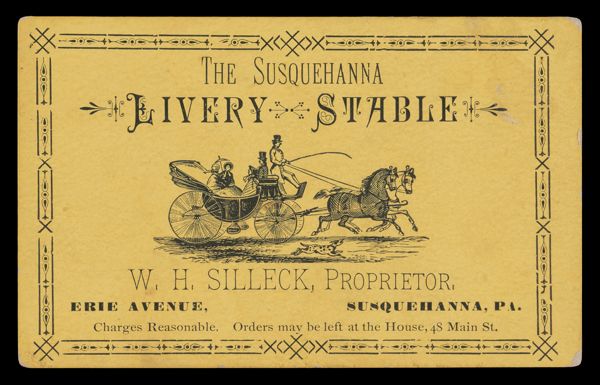 The Susquehanna
Livery Stable
W. H. Silleck, Proprietor.
Erie Avenue, Susquehanna, Pa.
Charges Reasonable. Orders may be left at the House, 48 Main St.